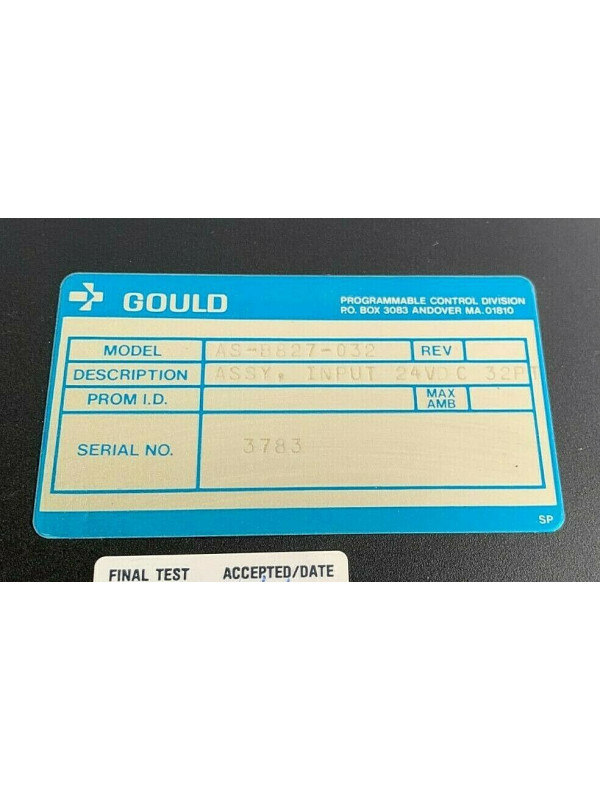 GOULD
PROGRAMMABLE CONTROL DIVISION
P.O. BOX 3083 ANDOVER MA. 01810
MODEL AS-B827-032 REV
DESCRIPTION ASSY, INPUT 24VDC 32PT
PROM I.D. MAX AMB
SERIAL NO. 3783
SP
FINAL TEST ACCEPTED/DATE